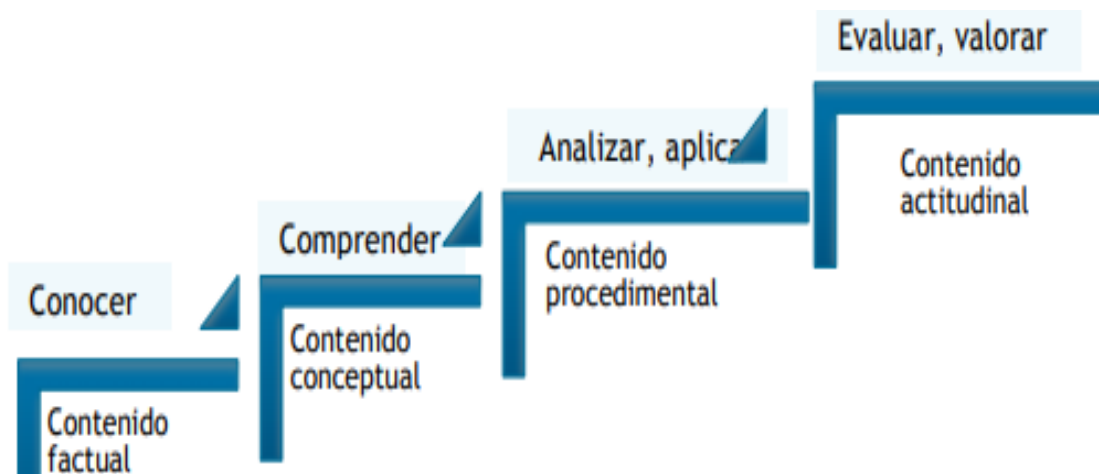 Conocer
Contenido
factual
Comprender
Contenido
conceptual
Analizar, aplica
Contenido
procedimental
Evaluar, valorar
Contenido
actitudinal